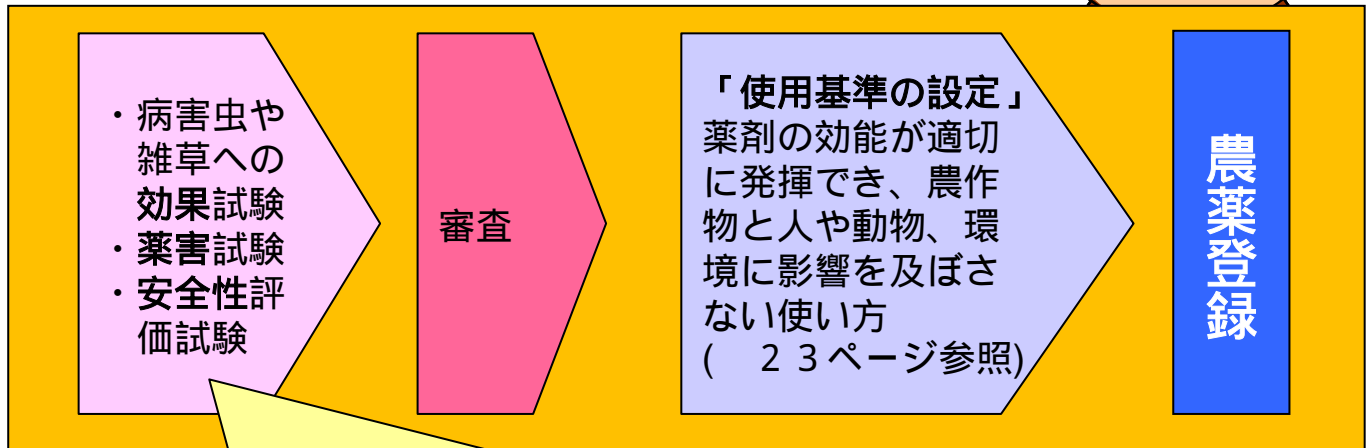 ・病害虫や
雑草への
効果試験
・薬害試験
・安全性評
価試験
審査
「使用基準の設定」
薬剤の効能が適切
に発揮でき、農作
物と人や動物、環
境に影響を及ぼさ
ない使い方
(　２３ページ参照)
農薬登録